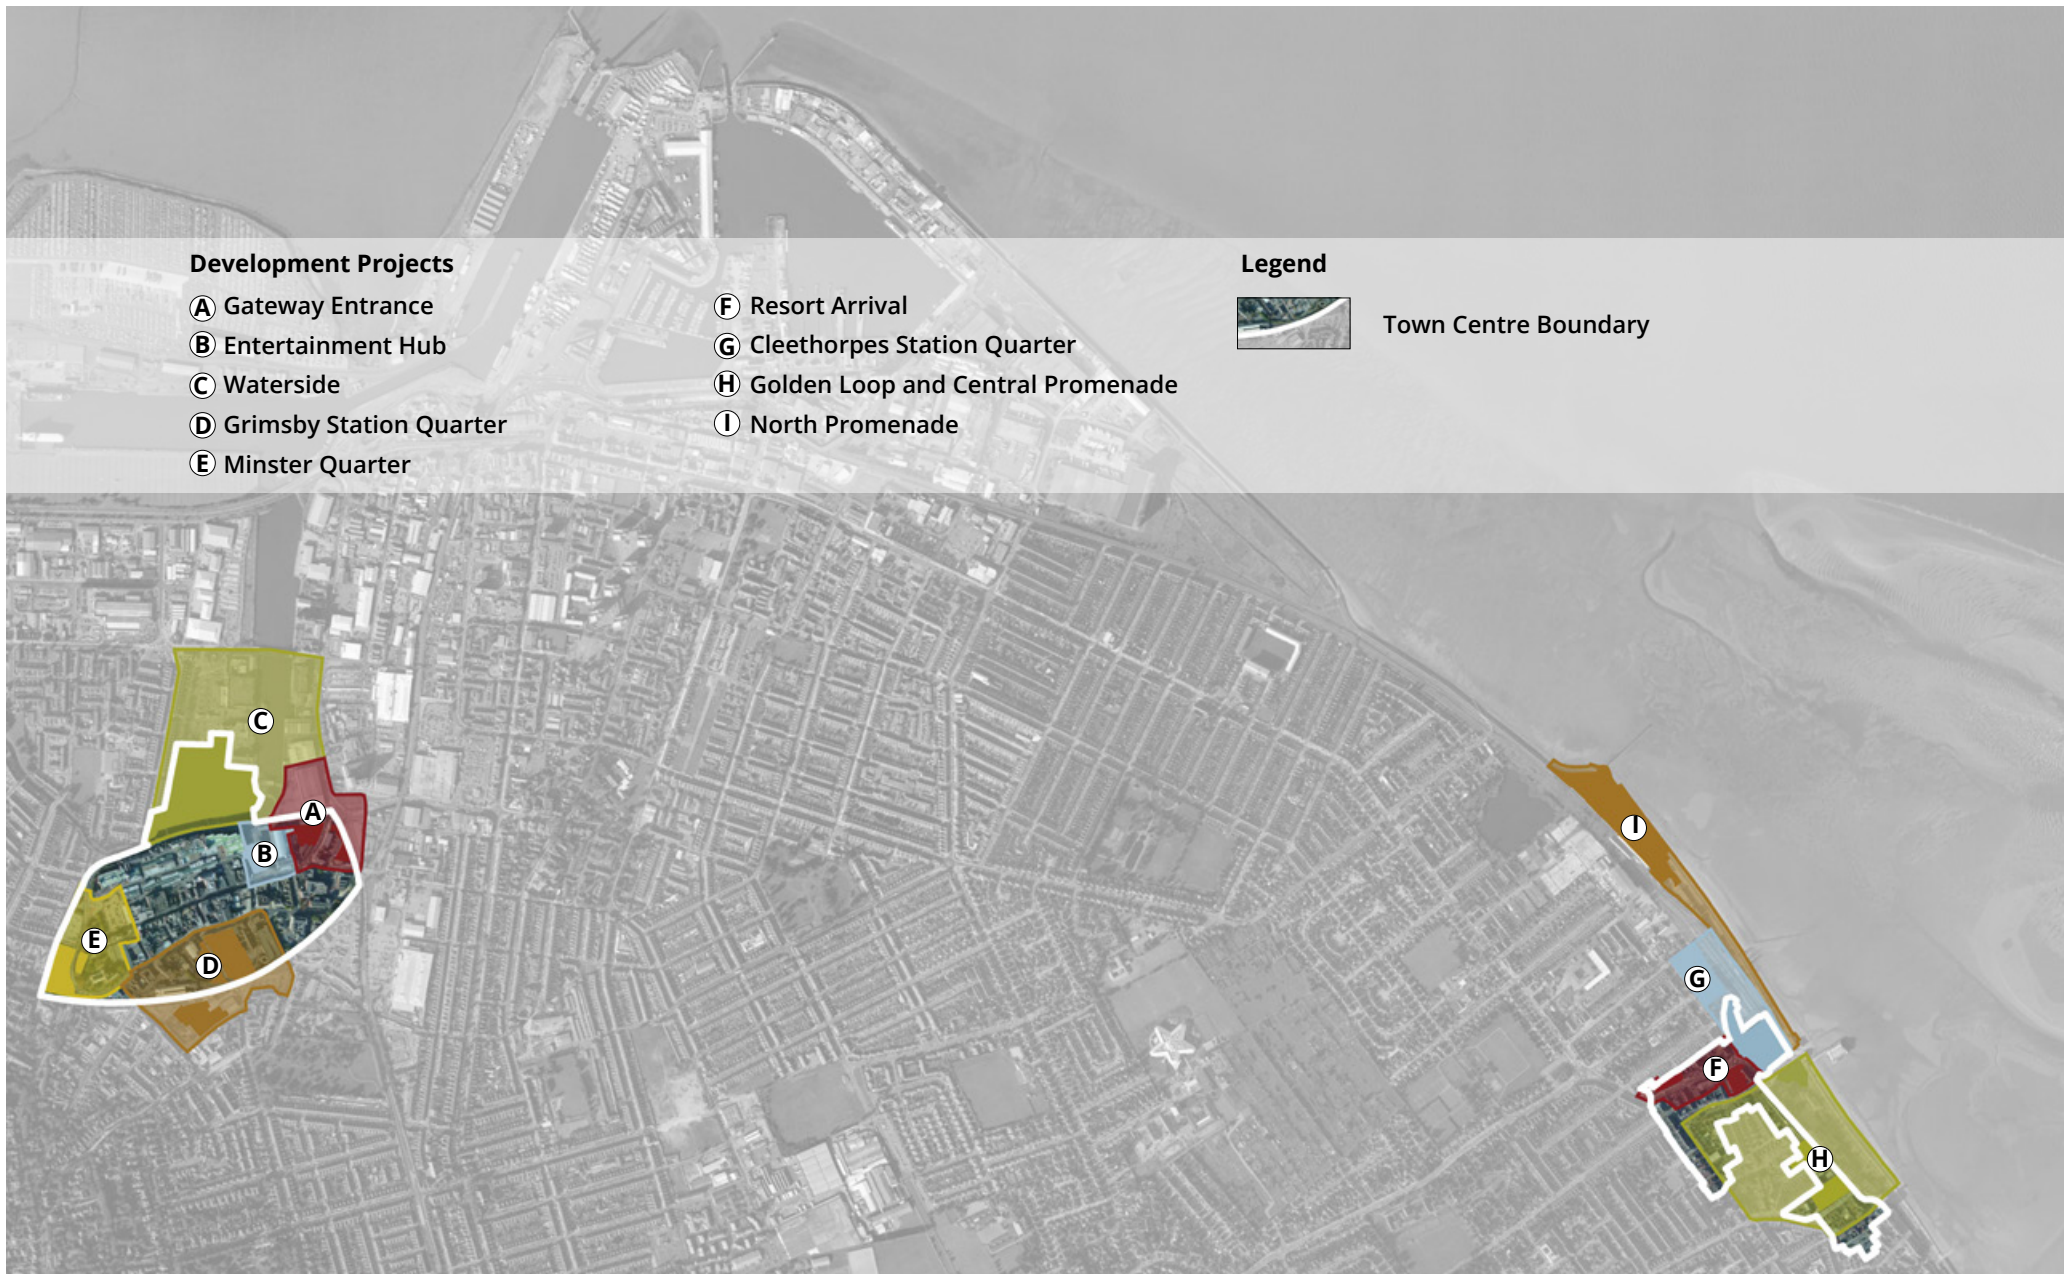 Development Projects
A Gateway Entrance
B Entertainment Hub
C Waterside
D Grimsby Station Quarter
E Minster Quarter
F Resort Arrival
G Cleethorpes Station Quarter
H Golden Loop and Central Promenade
I North Promenade
Legend
Town Centre Boundary
C
A
B
E
D
I
G
F
H